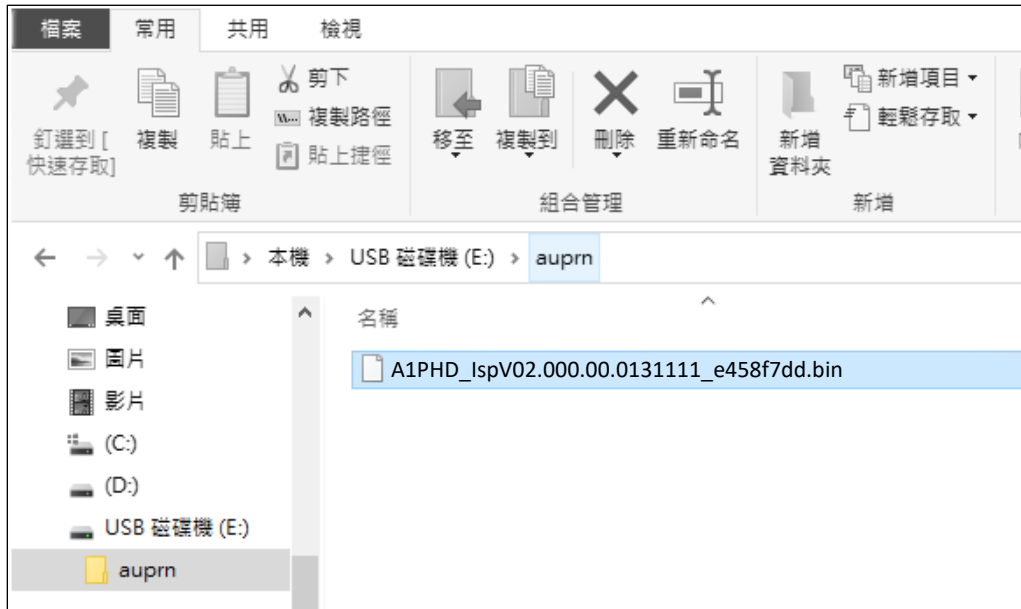 檔案 常用 共用 檢視
釘選到 [
快速存取]
複製
貼上
剪下
複製路徑
貼上捷徑
移至
複製到
刪除
重新命名
新增
資料夾
新增項目
輕鬆存取
剪貼簿 組合管理 新增
本機 › USB 磁碟機 (E:) › auprn
桌面
圖片
影片
(C:)
(D:)
USB 磁碟機 (E:)
auprn
名稱
A1PHD_IspV02.000.00.0131111_e458f7dd.bin